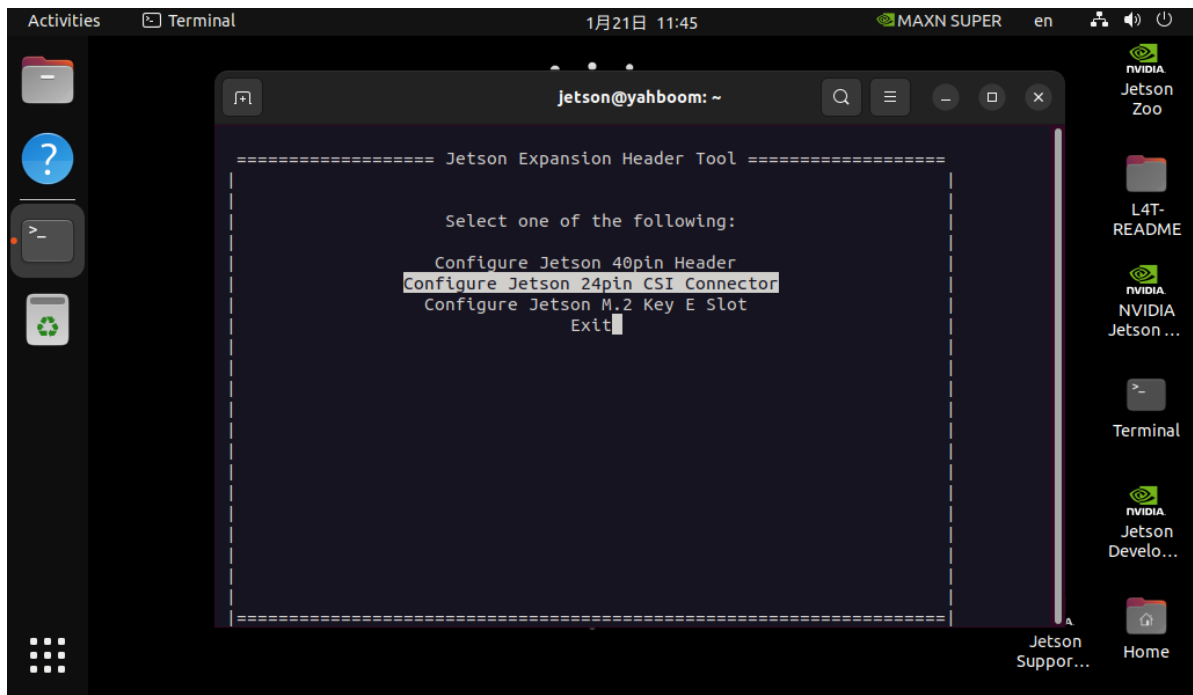 Activities
Terminal
1月21日 11:45
MAXN SUPER
en
jetson@yahboom: ~
=================== Jetson Expansion Header Tool ===================
Select one of the following:
Configure Jetson 40pin Header
Configure Jetson 24pin CSI Connector
Configure Jetson M.2 Key E Slot
Exit
NVIDIA.
Jetson
Zoo
L4T-
README
NVIDIA.
NVIDIA
Jetson ...
Terminal
NVIDIA.
Jetson
Develo...
Jetson
Suppor...
Home